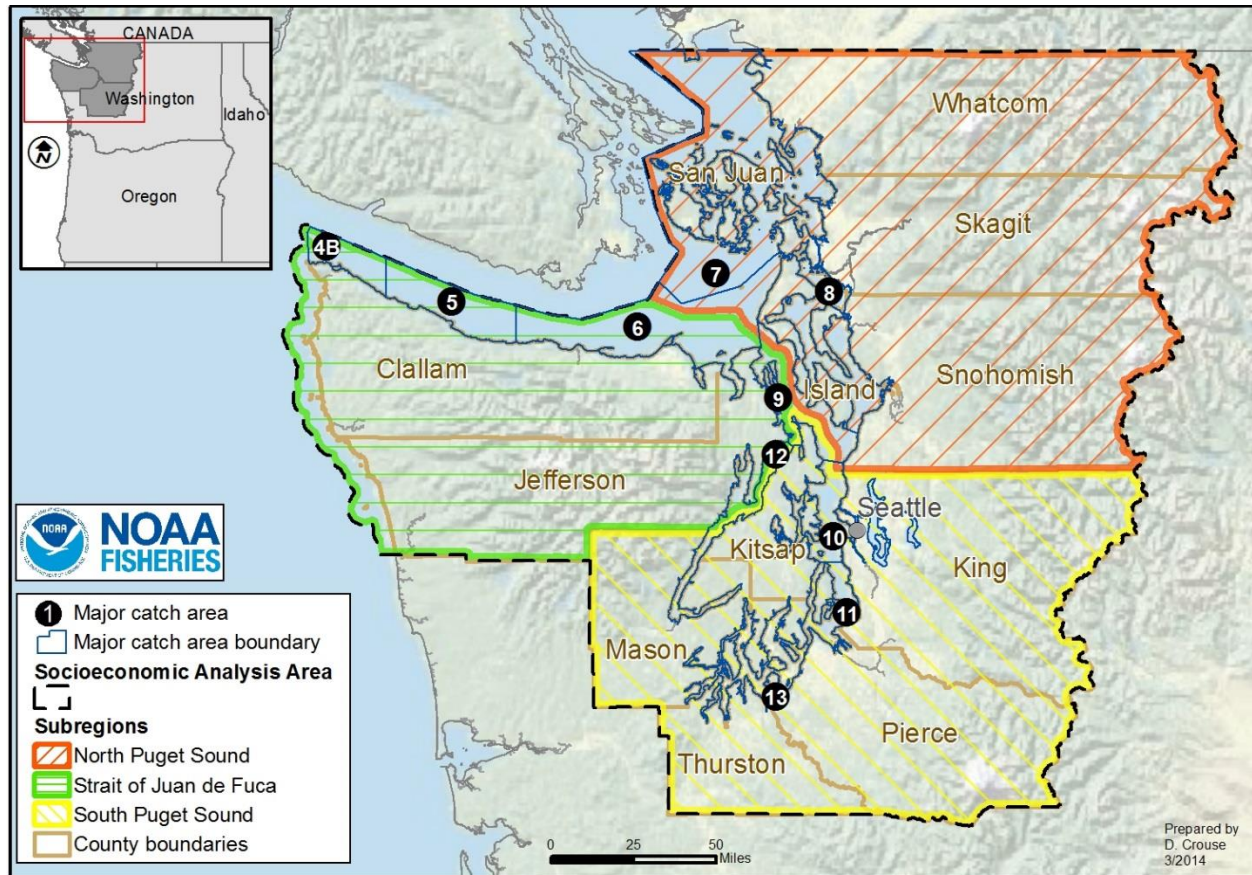 CANADA
Washington
Idaho
N
Oregon
Whatcom
San Juan
Skagit
4B
7
8
5
6
Clallam
Island
Snohomish
9
12
Jefferson
Seattle
10
Kitsap
King
11
Mason
13
Pierce
Thurston
NOAA
NOAA
FISHERIES
1 Major catch area
Major catch area boundary
Socioeconomic Analysis Area
Subregions
North Puget Sound
Strait of Juan de Fuca
South Puget Sound
County boundaries
0 25 50
Miles
Prepared by
D. Crouse
3/2014